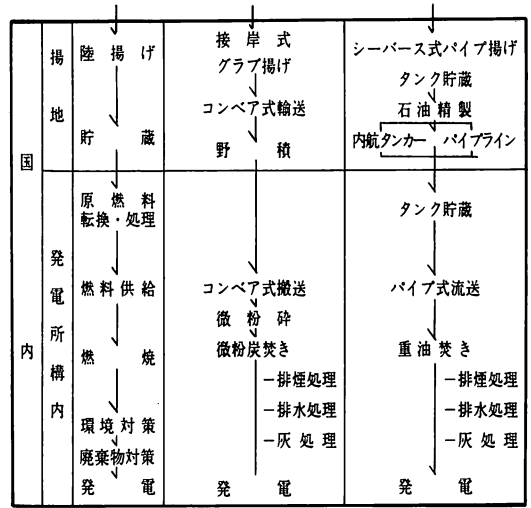 国内
揚地
陸揚げ
貯蔵
接岸式
グラブ揚げ
コンベア式輸送
野積
シーバース式パイプ揚げ
タンク貯蔵
石油精製
内航タンカー パイプライン
発電所構内
原燃料
転換・処理
燃料供給
燃焼
環境対策
廃棄物対策
発電
コンベア式搬送
微粉砕
微粉炭焚き
−排煙処理
−排水処理
−灰処理
発電
タンク貯蔵
パイプ式流送
重油焚き
−排煙処理
−排水処理
−灰処理
発電